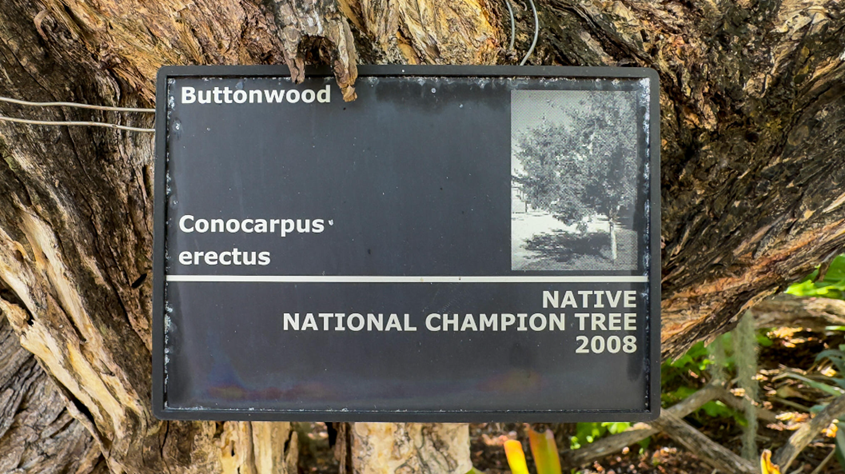 Buttonwood
Conocarpus
erectus
NATIVE
NATIONAL CHAMPION TREE
2008